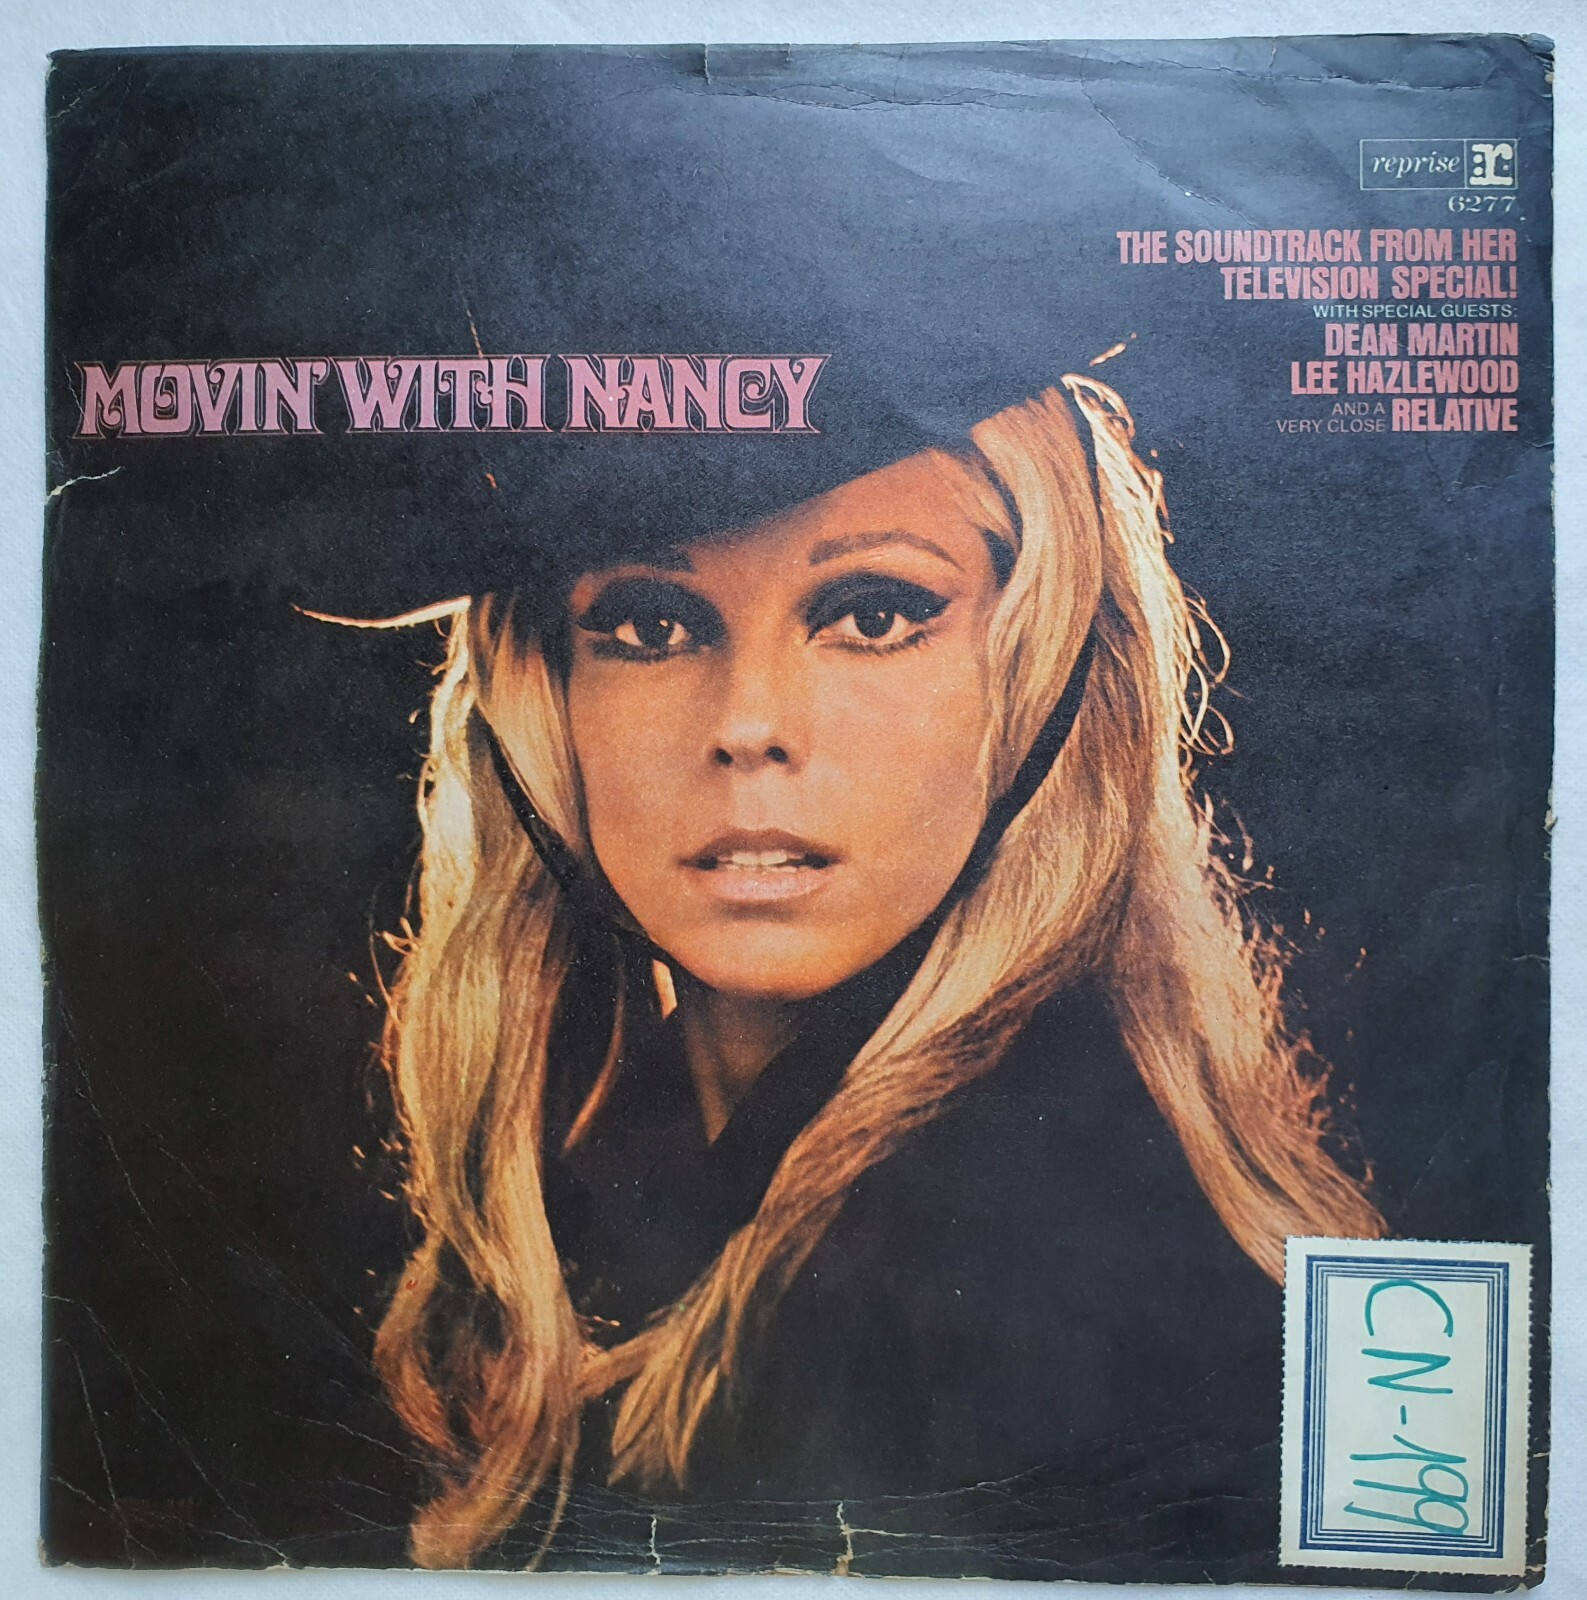 reprise r:
6277
THE SOUNDTRACK FROM HER
TELEVISION SPECIAL!
WITH SPECIAL GUESTS:
DEAN MARTIN
LEE HAZLEWOOD
AND A
VERY CLOSE RELATIVE
MOVIN' WITH NANCY
CN-199